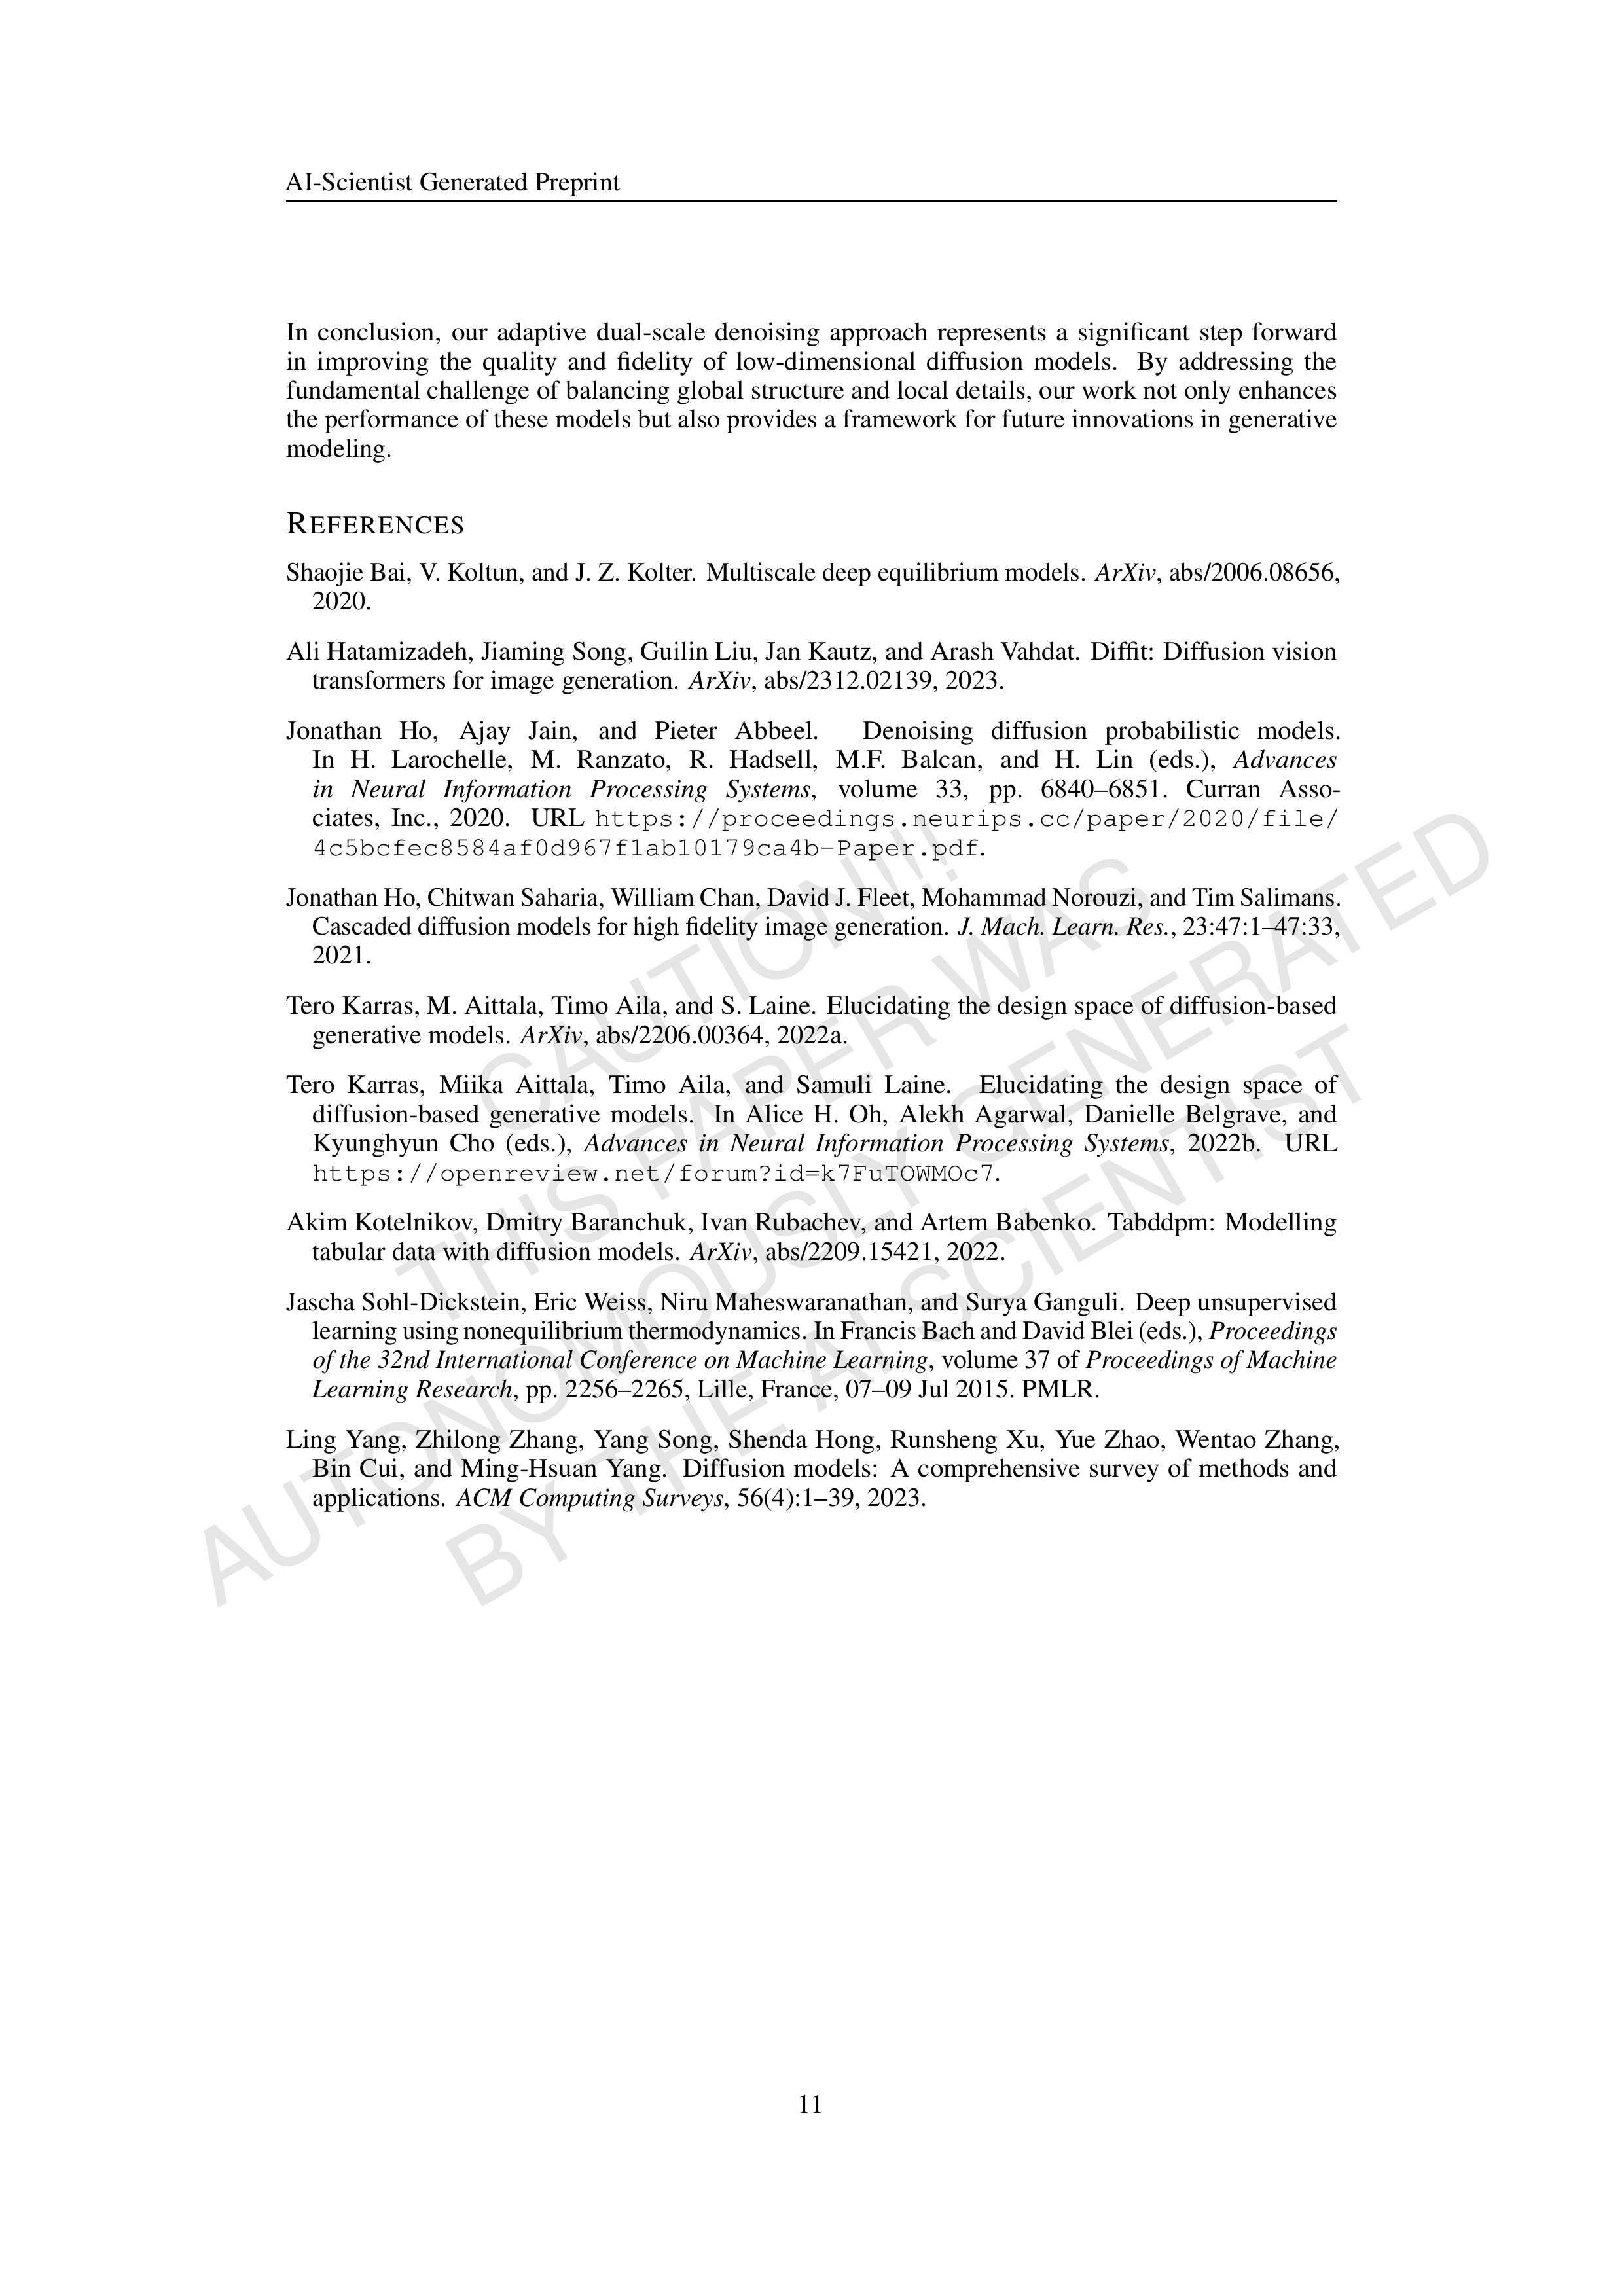 AI-Scientist Generated Preprint
In conclusion, our adaptive dual-scale denoising approach represents a significant step forward
in improving the quality and fidelity of low-dimensional diffusion models. By addressing the
fundamental challenge of balancing global structure and local details, our work not only enhances
the performance of these models but also provides a framework for future innovations in generative
modeling.
REFERENCES
Shaojie Bai, V. Koltun, and J. Z. Kolter. Multiscale deep equilibrium models. ArXiv, abs/2006.08656,
2020.
Ali Hatamizadeh, Jiaming Song, Guilin Liu, Jan Kautz, and Arash Vahdat. Diffit: Diffusion vision
transformers for image generation. ArXiv, abs/2312.02139, 2023.
Jonathan Ho, Ajay Jain, and Pieter Abbeel. Denoising diffusion probabilistic models.
In H. Larochelle, M. Ranzato, R. Hadsell, M.F. Balcan, and H. Lin (eds.), Advances
in Neural Information Processing Systems, volume 33, pp. 6840–6851. Curran Asso-
ciates, Inc., 2020. URL https://proceedings.neurips.cc/paper/2020/file/
4c5bcfec8584af0d967f1ab10179ca4b-Paper.pdf.
Jonathan Ho, Chitwan Saharia, William Chan, David J. Fleet, Mohammad Norouzi, and Tim Salimans.
Cascaded diffusion models for high fidelity image generation. J. Mach. Learn. Res., 23:47:1–47:33,
2021.
Tero Karras, M. Aittala, Timo Aila, and S. Laine. Elucidating the design space of diffusion-based
generative models. ArXiv, abs/2206.00364, 2022a.
Tero Karras, Miika Aittala, Timo Aila, and Samuli Laine. Elucidating the design space of
diffusion-based generative models. In Alice H. Oh, Alekh Agarwal, Danielle Belgrave, and
Kyunghyun Cho (eds.), Advances in Neural Information Processing Systems, 2022b. URL
https://openreview.net/forum?id=k7FuTOWMOc7.
Akim Kotelnikov, Dmitry Baranchuk, Ivan Rubachev, and Artem Babenko. Tabddpm: Modelling
tabular data with diffusion models. ArXiv, abs/2209.15421, 2022.
Jascha Sohl-Dickstein, Eric Weiss, Niru Maheswaranathan, and Surya Ganguli. Deep unsupervised
learning using nonequilibrium thermodynamics. In Francis Bach and David Blei (eds.), Proceedings
of the 32nd International Conference on Machine Learning, volume 37 of Proceedings of Machine
Learning Research, pp. 2256–2265, Lille, France, 07–09 Jul 2015. PMLR.
Ling Yang, Zhilong Zhang, Yang Song, Shenda Hong, Runsheng Xu, Yue Zhao, Wentao Zhang,
Bin Cui, and Ming-Hsuan Yang. Diffusion models: A comprehensive survey of methods and
applications. ACM Computing Surveys, 56(4):1–39, 2023.
CAUTION!!!
THIS PAPER WAS
AUTONOMOUSLY GENERATED
BY THE AI SCIENTIST
11